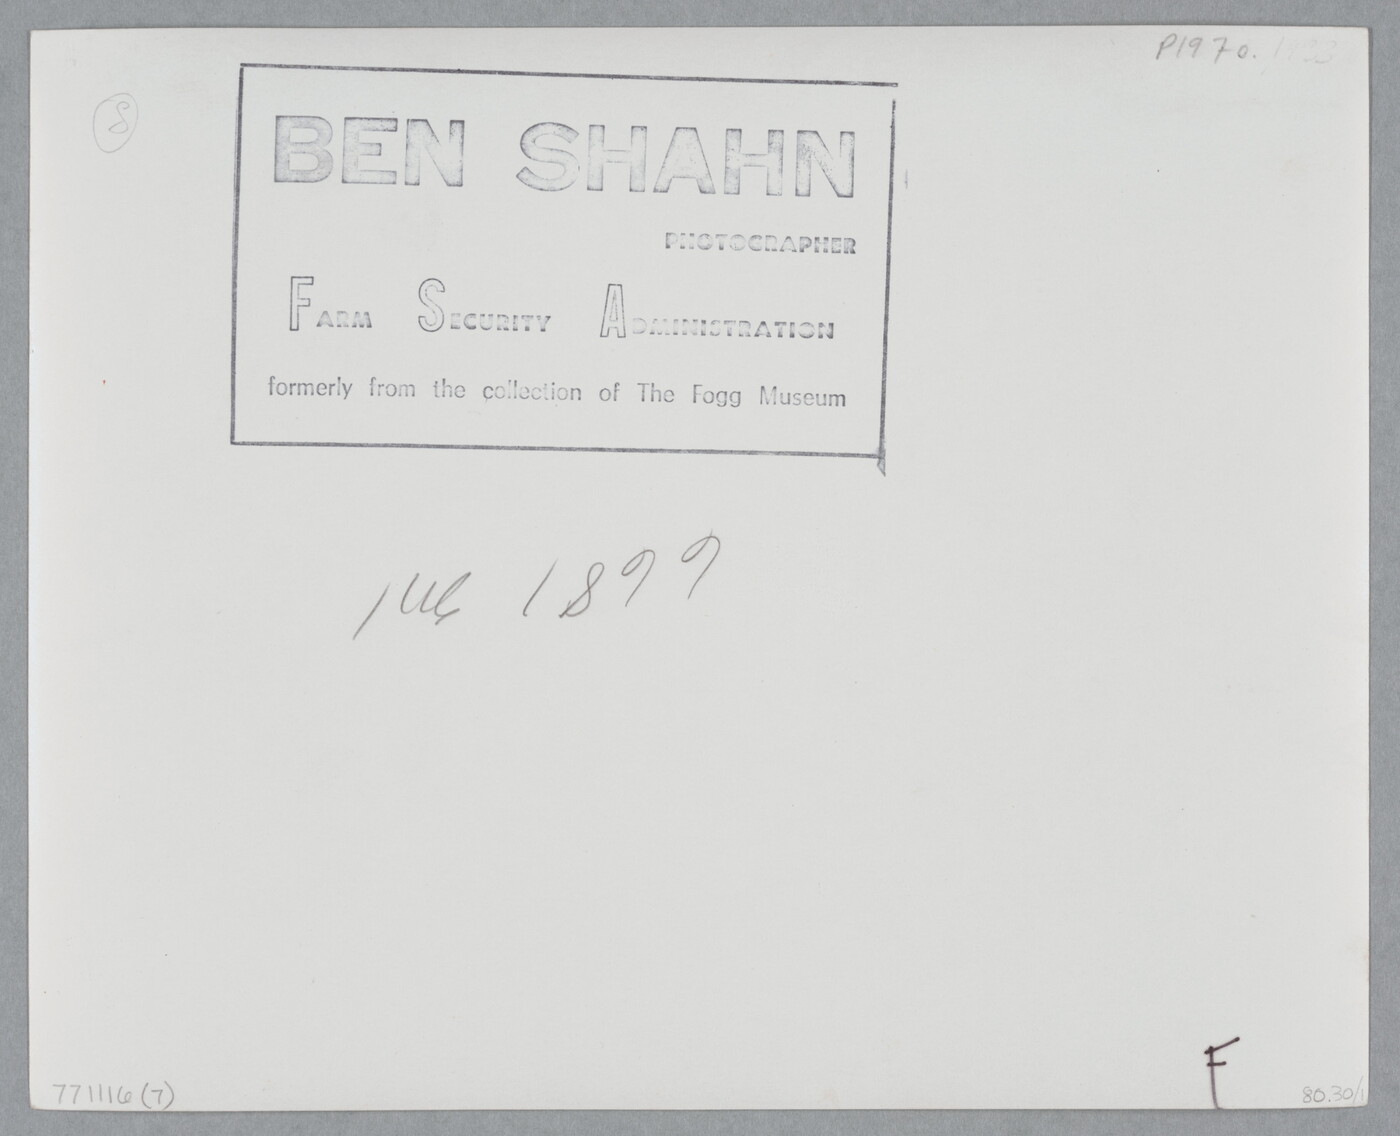 P1970.
8
BEN SHAHN
PHOTOGRAPHER
FARM SECURITY ADMINISTRATION
formerly from the collection of The Fogg Museum
1899
F
771116(7)
80.30/1